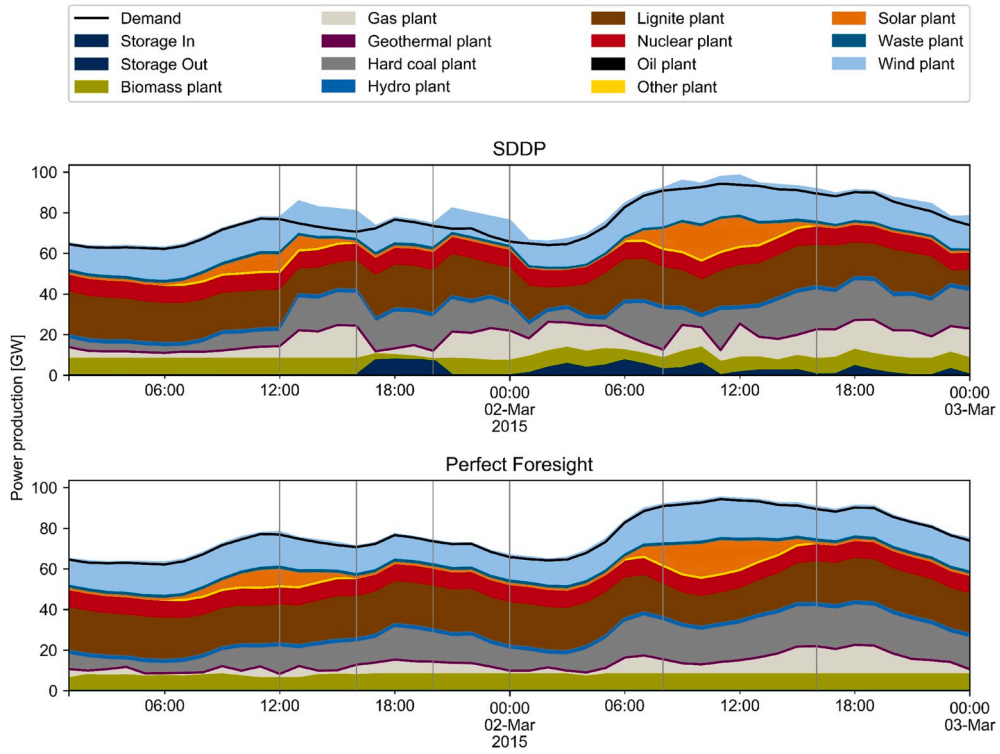 Demand Gas plant Lignite plant Solar plant
Storage In Geothermal plant Nuclear plant Waste plant
Storage Out Hard coal plant Oil plant Wind plant
Biomass plant Hydro plant Other plant
SDDP
100
80
60
40
20
0
06:00 12:00 18:00 00:00 06:00 12:00 18:00 00:00
02-Mar 03-Mar
2015
Power production [GW]
Perfect Foresight
100
80
60
40
20
0
06:00 12:00 18:00 00:00 06:00 12:00 18:00 00:00
02-Mar 03-Mar
2015